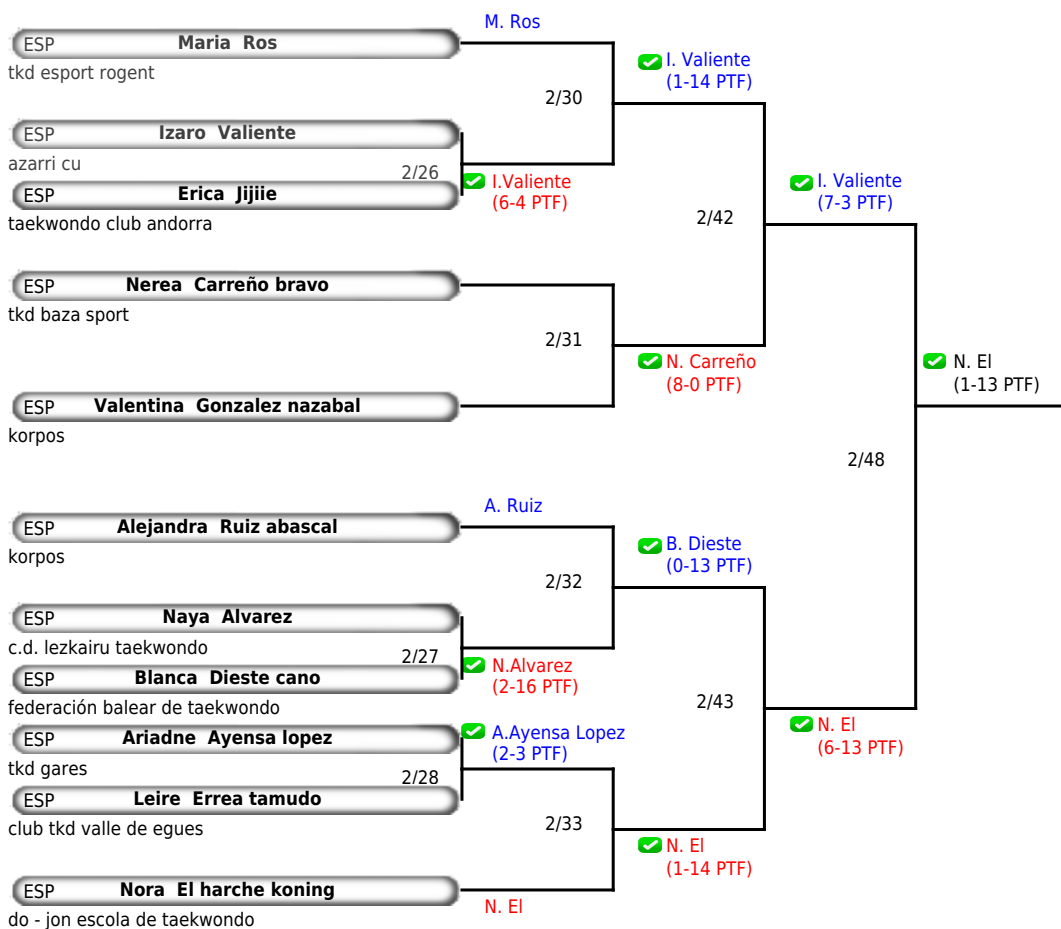 M. Ros
ESP Maria Ros
tkd esport rogent
I. Valiente
(1-14 PTF)
2/30
ESP Izaro Valiente
azarri cu
2/26
ESP Erica Jijiie
taekwondo club andorra
I.Valiente
(6-4 PTF)
I. Valiente
(7-3 PTF)
2/42
ESP Nerea Carreño bravo
tkd baza sport
2/31
N. Carreño
(8-0 PTF)
N. El
(1-13 PTF)
ESP Valentina Gonzalez nazabal
korpos
2/48
A. Ruiz
ESP Alejandra Ruiz abascal
korpos
B. Dieste
(0-13 PTF)
2/32
ESP Naya Alvarez
c.d. lezkairu taekwondo
2/27
ESP Blanca Dieste cano
federación balear de taekwondo
N.Alvarez
(2-16 PTF)
2/43
ESP Ariadne Ayensa lopez
tkd gares
A.Ayensa Lopez
(2-3 PTF)
N. El
(6-13 PTF)
2/28
ESP Leire Errea tamudo
club tkd valle de egues
2/33
N. El
(1-14 PTF)
ESP Nora El harche koning
do - jon escola de taekwondo
N. El